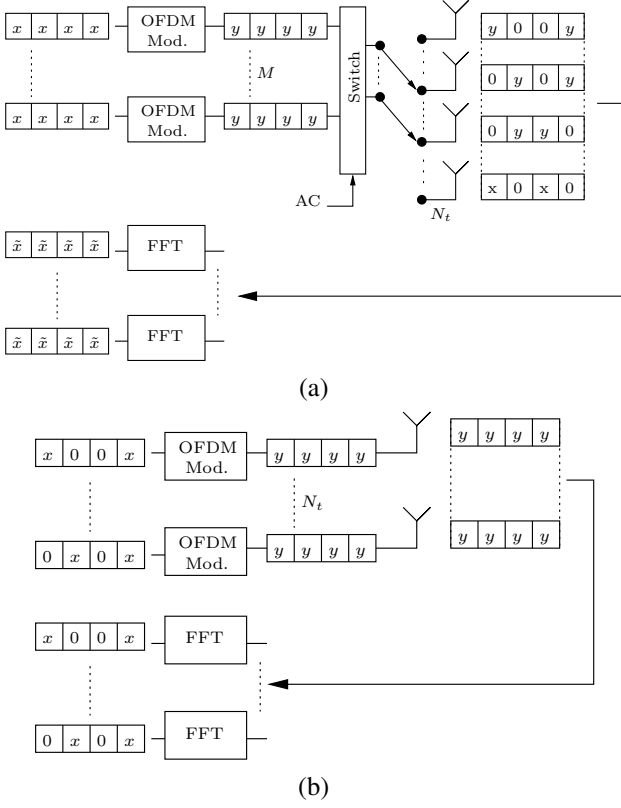 x x x x
OFDM
Mod.
y y y y
M
x x x x
OFDM
Mod.
y y y y
Switch
AC
N_t
y 0 0 y
0 y 0 y
0 y y 0
x 0 x 0
x̃ x̃ x̃ x̃
FFT
x̃ x̃ x̃ x̃
FFT
(a)
x 0 0 x
OFDM
Mod.
y y y y
y y y y
N_t
0 x 0 x
OFDM
Mod.
y y y y
y y y y
x 0 0 x
FFT
0 x 0 x
FFT
(b)